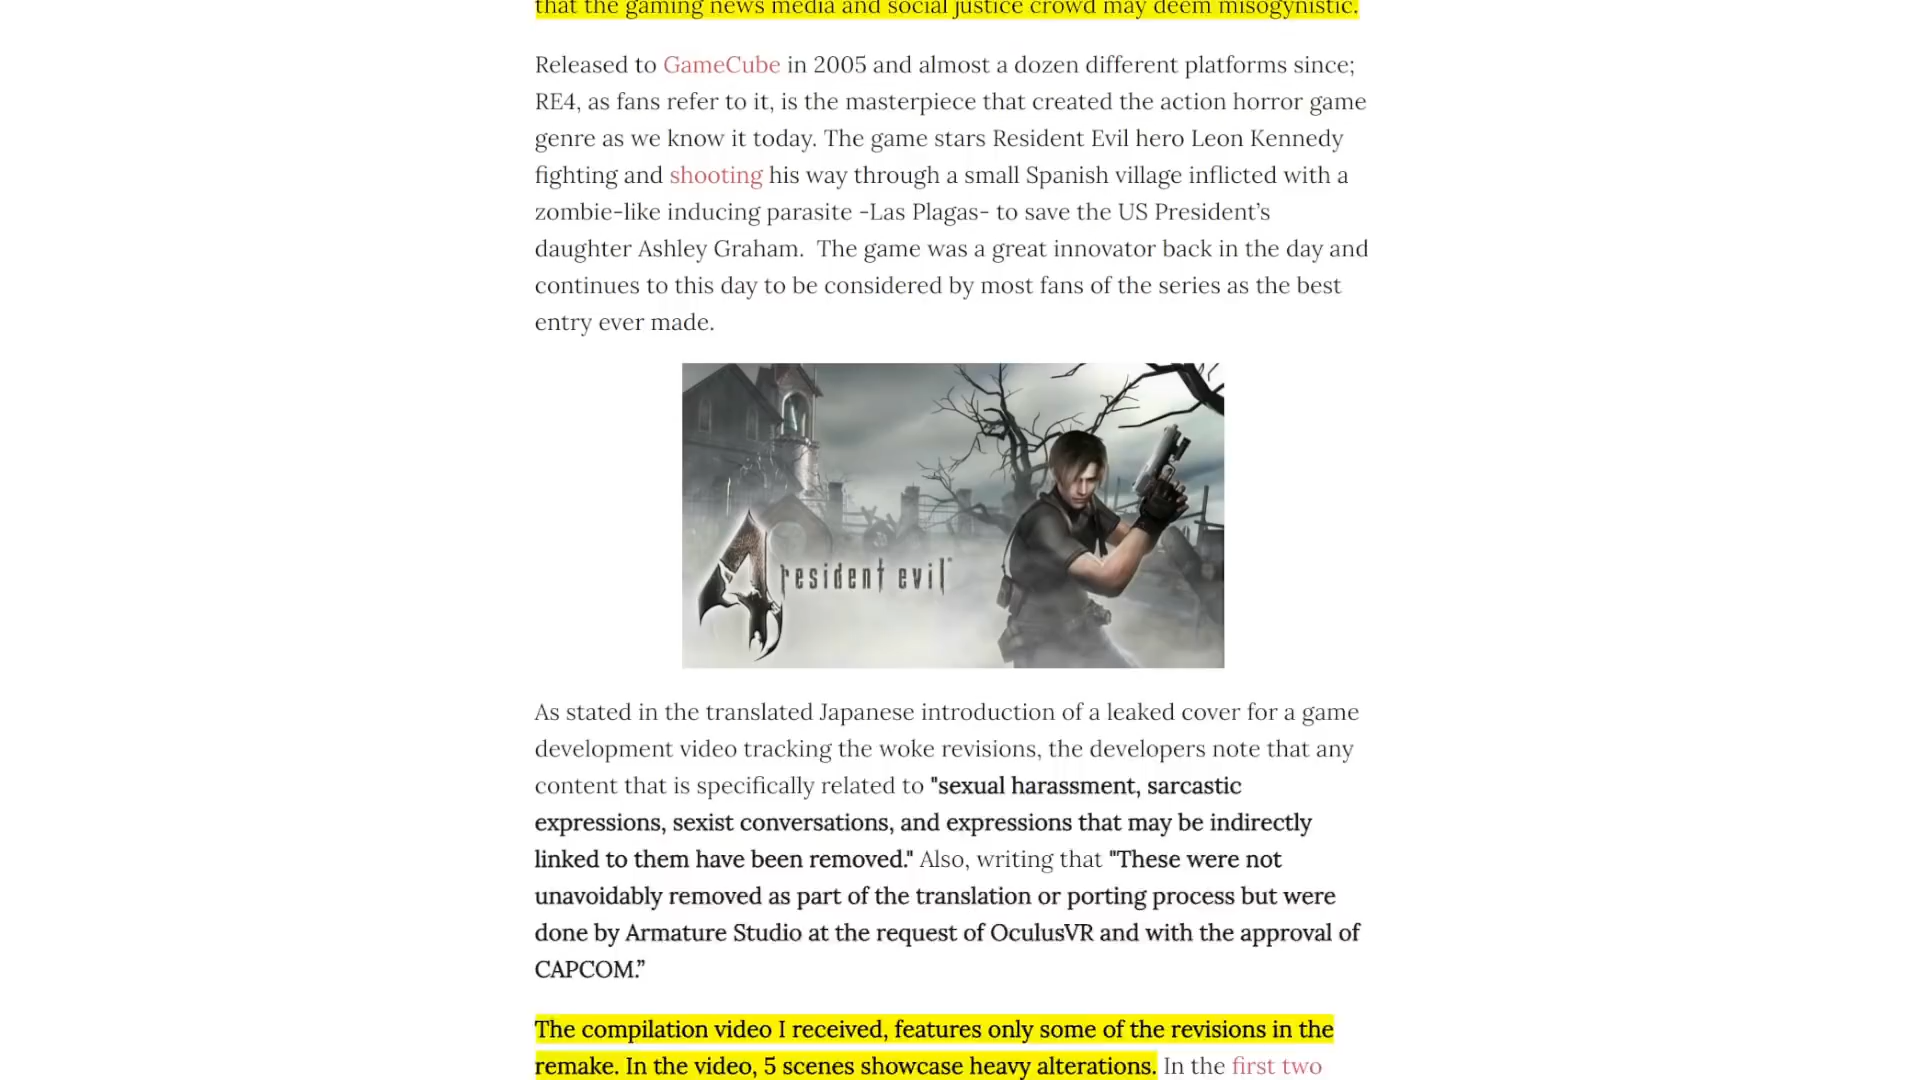 that the gaming news media and social justice crowd may deem misogynistic.
Released to GameCube in 2005 and almost a dozen different platforms since;
RE4, as fans refer to it, is the masterpiece that created the action horror game
genre as we know it today. The game stars Resident Evil hero Leon Kennedy
fighting and shooting his way through a small Spanish village inflicted with a
zombie-like inducing parasite -Las Plagas- to save the US President’s
daughter Ashley Graham.  The game was a great innovator back in the day and
continues to this day to be considered by most fans of the series as the best
entry ever made.
4 resident evil
As stated in the translated Japanese introduction of a leaked cover for a game
development video tracking the woke revisions, the developers note that any
content that is specifically related to "sexual harassment, sarcastic
expressions, sexist conversations, and expressions that may be indirectly
linked to them have been removed." Also, writing that "These were not
unavoidably removed as part of the translation or porting process but were
done by Armature Studio at the request of OculusVR and with the approval of
CAPCOM.”
The compilation video I received, features only some of the revisions in the
remake. In the video, 5 scenes showcase heavy alterations. In the first two